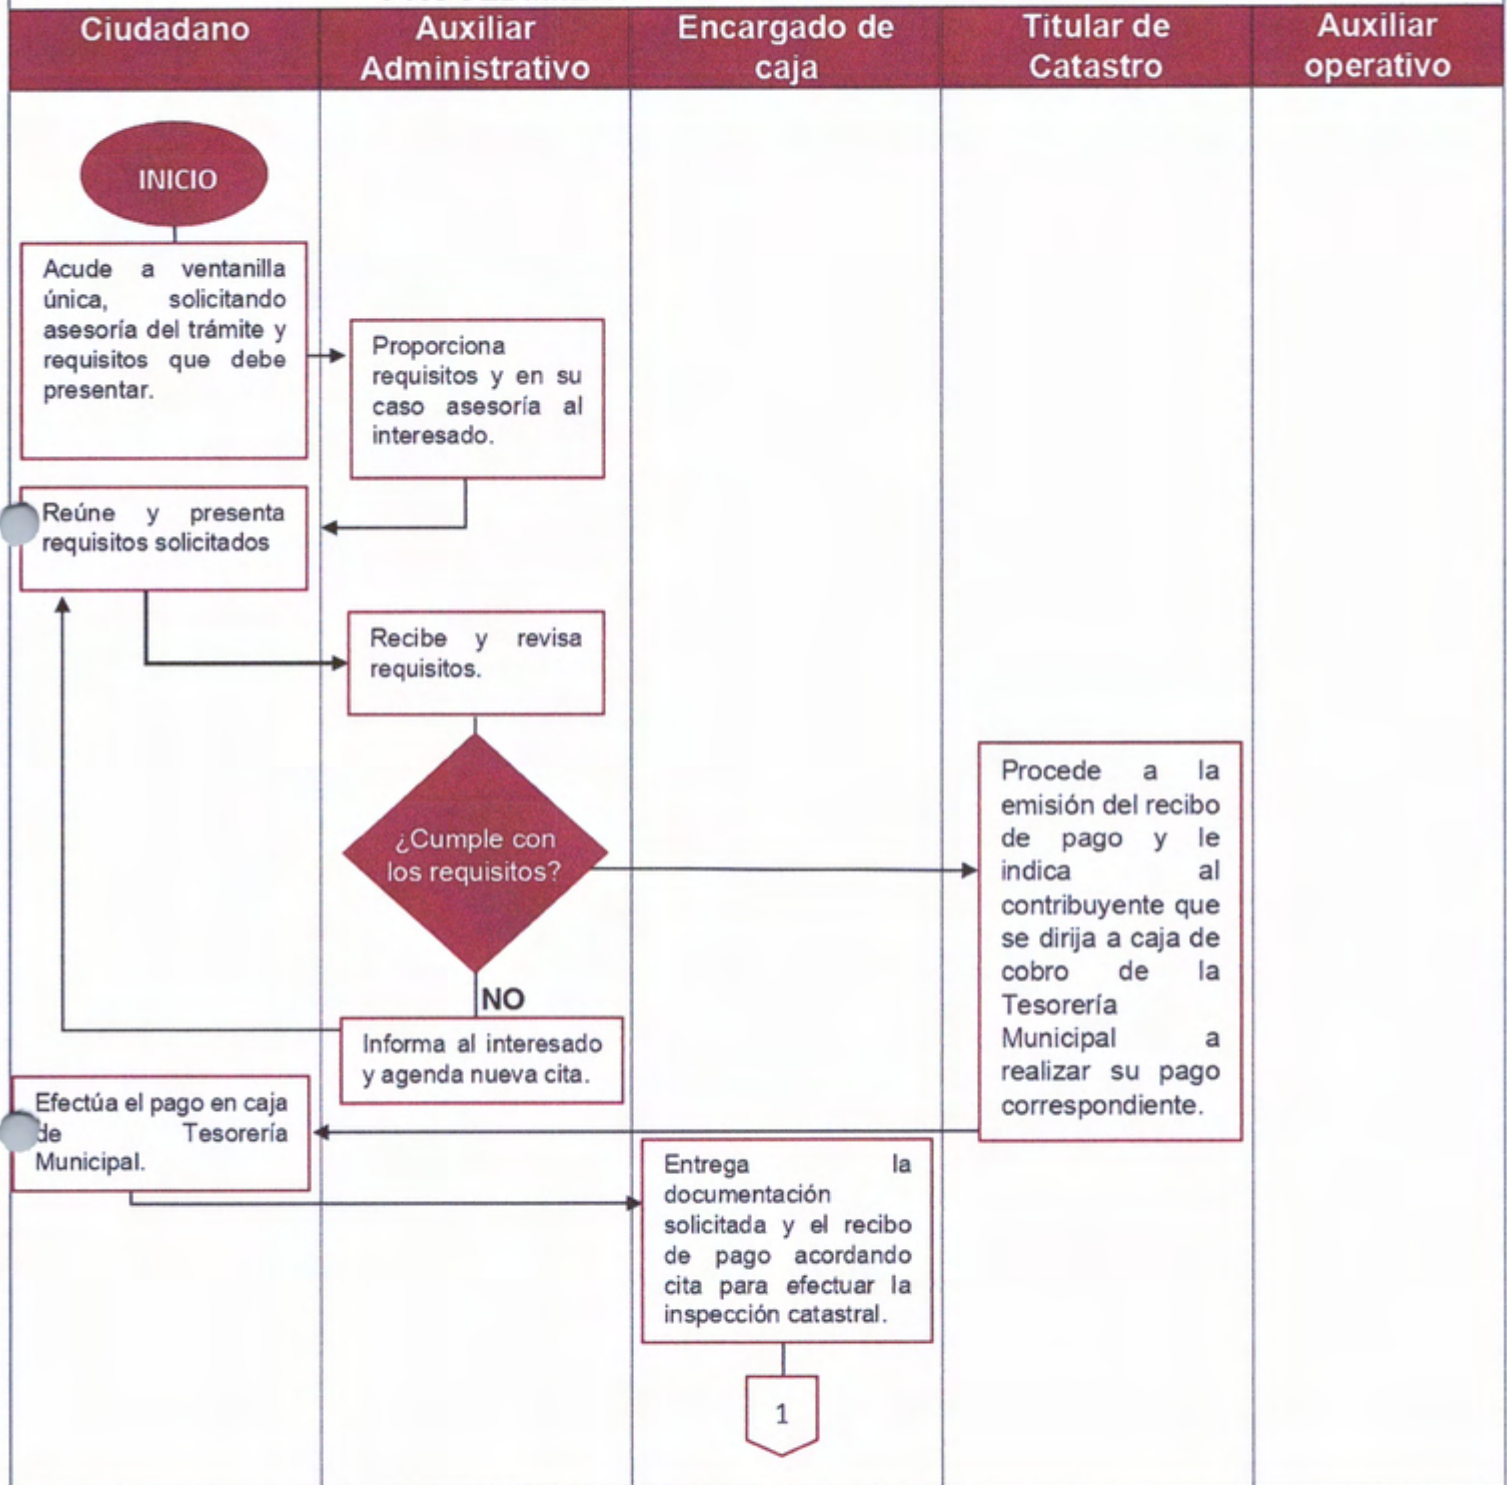 Ciudadano
Auxiliar
Administrativo
Encargado de
caja
Titular de
Catastro
Auxiliar
operativo
INICIO
Acude a ventanilla
única, solicitando
asesoría del trámite y
requisitos que debe
presentar.
Proporciona
requisitos y en su
caso asesoría al
interesado.
Reúne y presenta
requisitos solicitados
Recibe y revisa
requisitos.
¿Cumple con
los requisitos?
Procede a la
emisión del recibo
de pago y le
indica al
contribuyente que
se dirija a caja de
cobro de la
Tesorería
Municipal a
realizar su pago
correspondiente.
NO
Informa al interesado
y agenda nueva cita.
Efectúa el pago en caja
de Tesorería
Municipal.
Entrega la
documentación
solicitada y el recibo
de pago acordando
cita para efectuar la
inspección catastral.
1